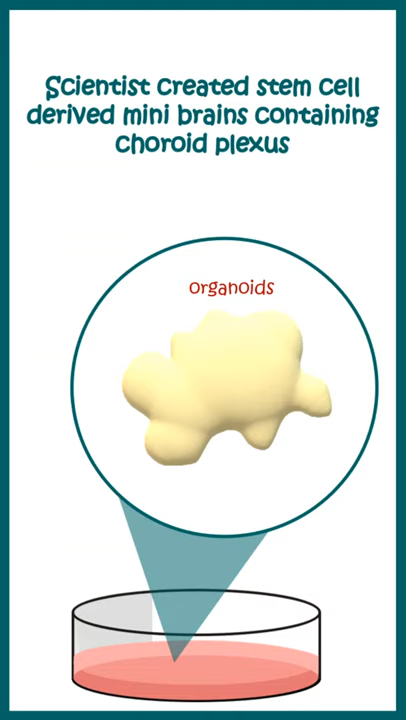 Scientist created stem cell
derived mini brains containing
choroid plexus
organoids